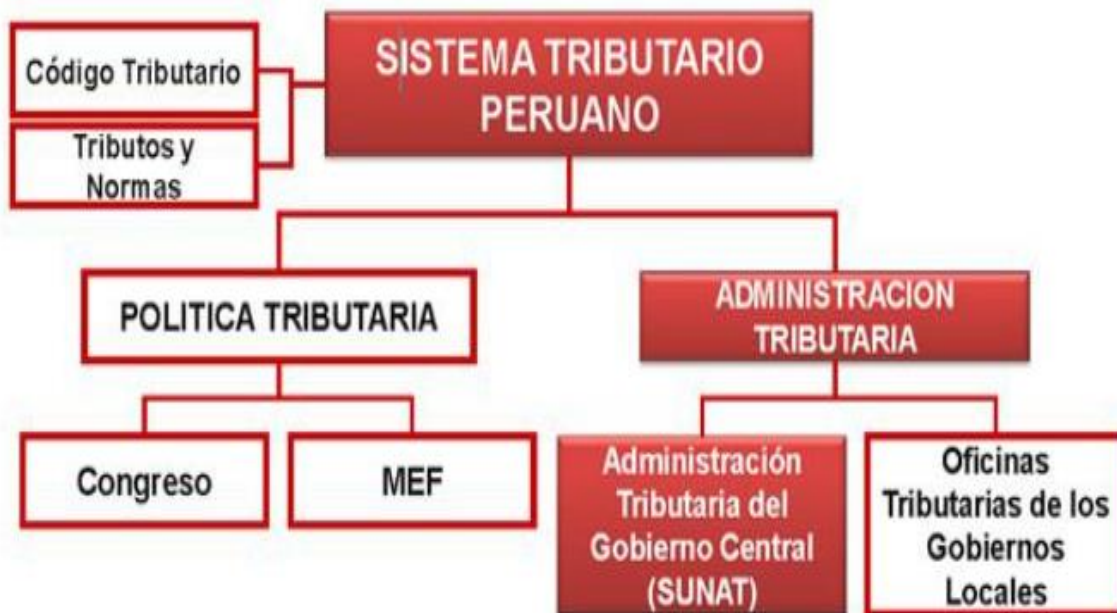 Código Tributario
Tributos y
Normas
SISTEMA TRIBUTARIO
PERUANO
POLITICA TRIBUTARIA
ADMINISTRACION
TRIBUTARIA
Congreso
MEF
Administración
Tributaria del
Gobierno Central
(SUNAT)
Oficinas
Tributarias de los
Gobiernos
Locales